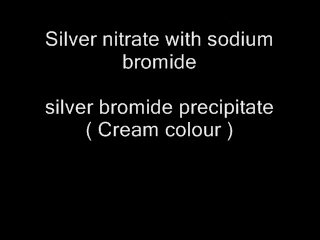 Silver nitrate with sodium
bromide
silver bromide precipitate
( Cream colour )